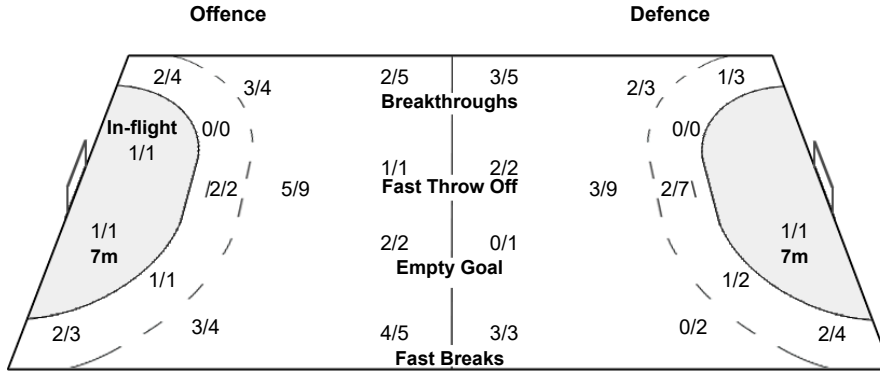 Offence Defence
2/4 3/4 2/5 3/5 2/3 1/3
Breakthroughs
In-flight 0/0 0/0
1/1 1/1 2/2
2/2 5/9 Fast Throw Off 3/9 2/7
1/1 2/2 0/1 1/1
7m Empty Goal 7m
1/1 1/2
2/3 3/4 4/5 3/3 0/2 2/4
Fast Breaks